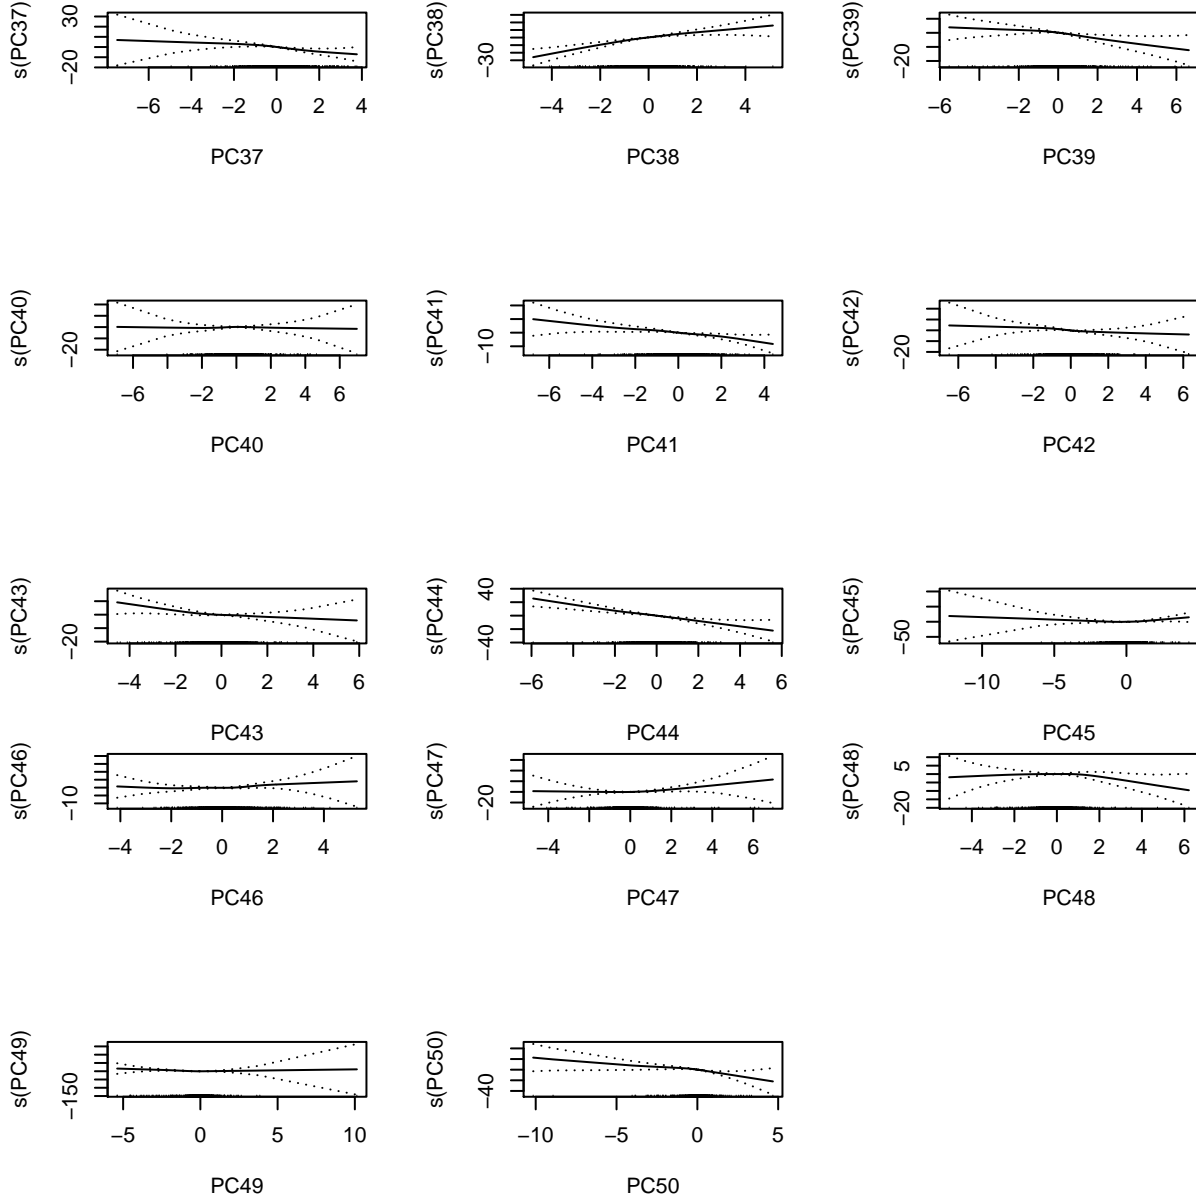 s(PC37)
30
−20
−6 −4 −2 0 2 4
PC37
s(PC38)
−30
−4 −2 0 2 4
PC38
s(PC39)
−20
−6 −4 −2 0 2 4 6
PC39
s(PC40)
−20
−6 −2 0 2 4 6
PC40
s(PC41)
−10
−6 −4 −2 0 2 4
PC41
s(PC42)
−20
−6 −2 0 2 4 6
PC42
s(PC43)
−20
−4 −2 0 2 4 6
PC43
s(PC44)
40
−40
−6 −2 0 2 4 6
PC44
s(PC45)
−50
−10 −5 0
PC45
s(PC46)
−10
−4 −2 0 2 4
PC46
s(PC47)
−20
−4 0 2 4 6
PC47
s(PC48)
5
−20
−4 −2 0 2 4 6
PC48
s(PC49)
−150
−5 0 5 10
PC49
s(PC50)
−40
−10 −5 0 5
PC50